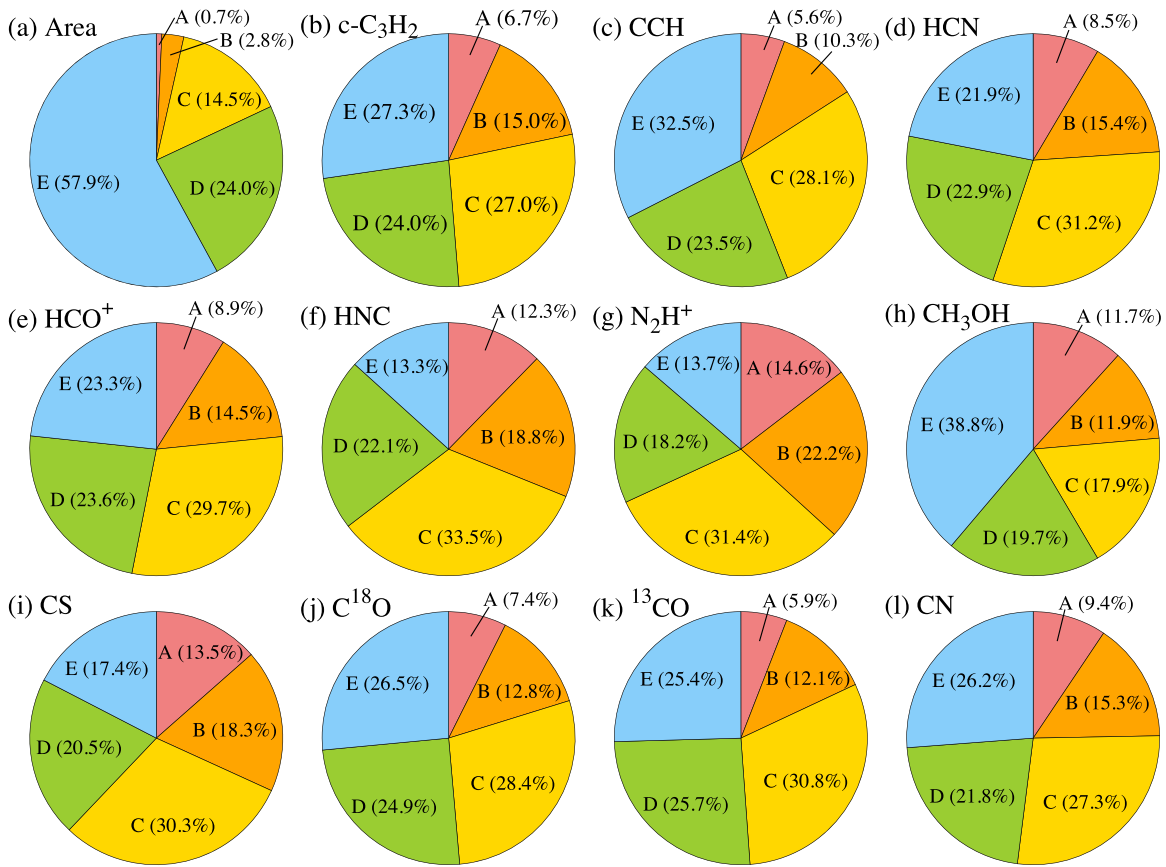 (a) Area
A (0.7%)
B (2.8%)
C (14.5%)
D (24.0%)
E (57.9%)
(b) c-C₃H₂
A (6.7%)
B (15.0%)
C (27.0%)
D (24.0%)
E (27.3%)
(c) CCH
A (5.6%)
B (10.3%)
C (28.1%)
D (23.5%)
E (32.5%)
(d) HCN
A (8.5%)
B (15.4%)
C (31.2%)
D (22.9%)
E (21.9%)
(e) HCO⁺
A (8.9%)
B (14.5%)
C (29.7%)
D (23.6%)
E (23.3%)
(f) HNC
A (12.3%)
B (18.8%)
C (33.5%)
D (22.1%)
E (13.3%)
(g) N₂H⁺
A (14.6%)
B (22.2%)
C (31.4%)
D (18.2%)
E (13.7%)
(h) CH₃OH
A (11.7%)
B (11.9%)
C (17.9%)
D (19.7%)
E (38.8%)
(i) CS
A (13.5%)
B (18.3%)
C (30.3%)
D (20.5%)
E (17.4%)
(j) C¹⁸O
A (7.4%)
B (12.8%)
C (28.4%)
D (24.9%)
E (26.5%)
(k) ¹³CO
A (5.9%)
B (12.1%)
C (30.8%)
D (25.7%)
E (25.4%)
(l) CN
A (9.4%)
B (15.3%)
C (27.3%)
D (21.8%)
E (26.2%)